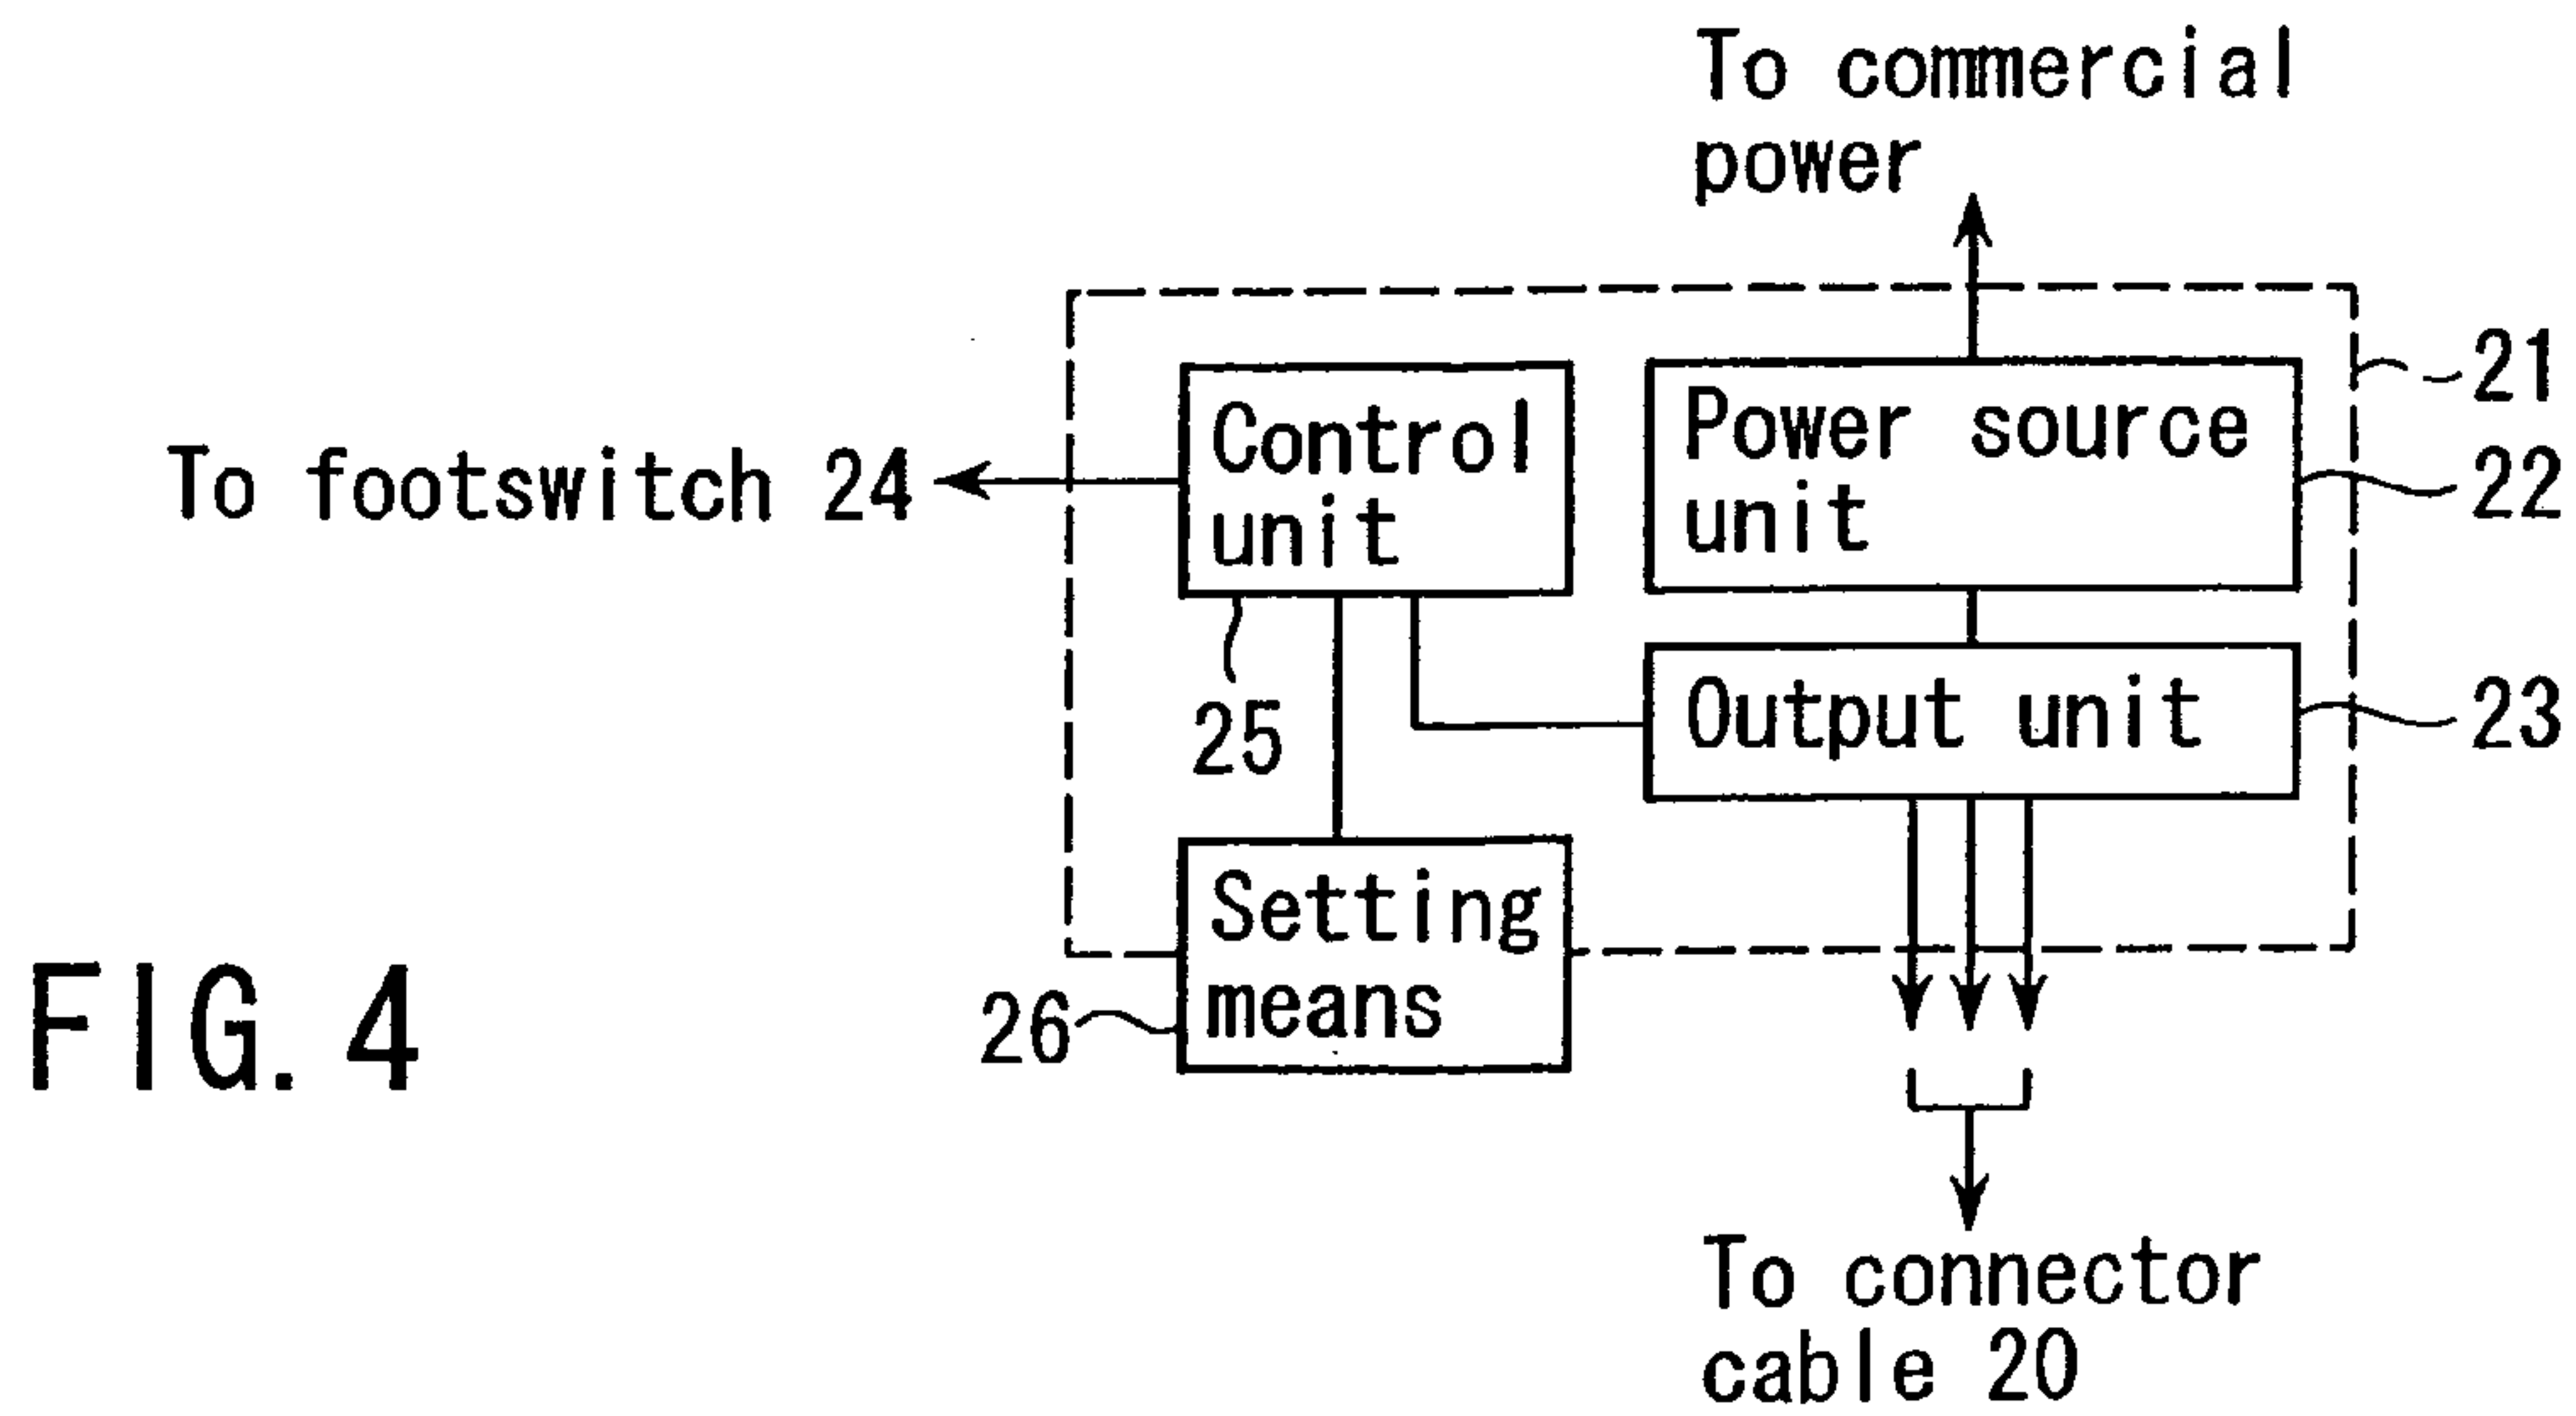 To commercial
power
21
Control
unit
Power source
unit
22
To footswitch 24
25
Output unit
23
Setting
means
26
FIG. 4
To connector
cable 20